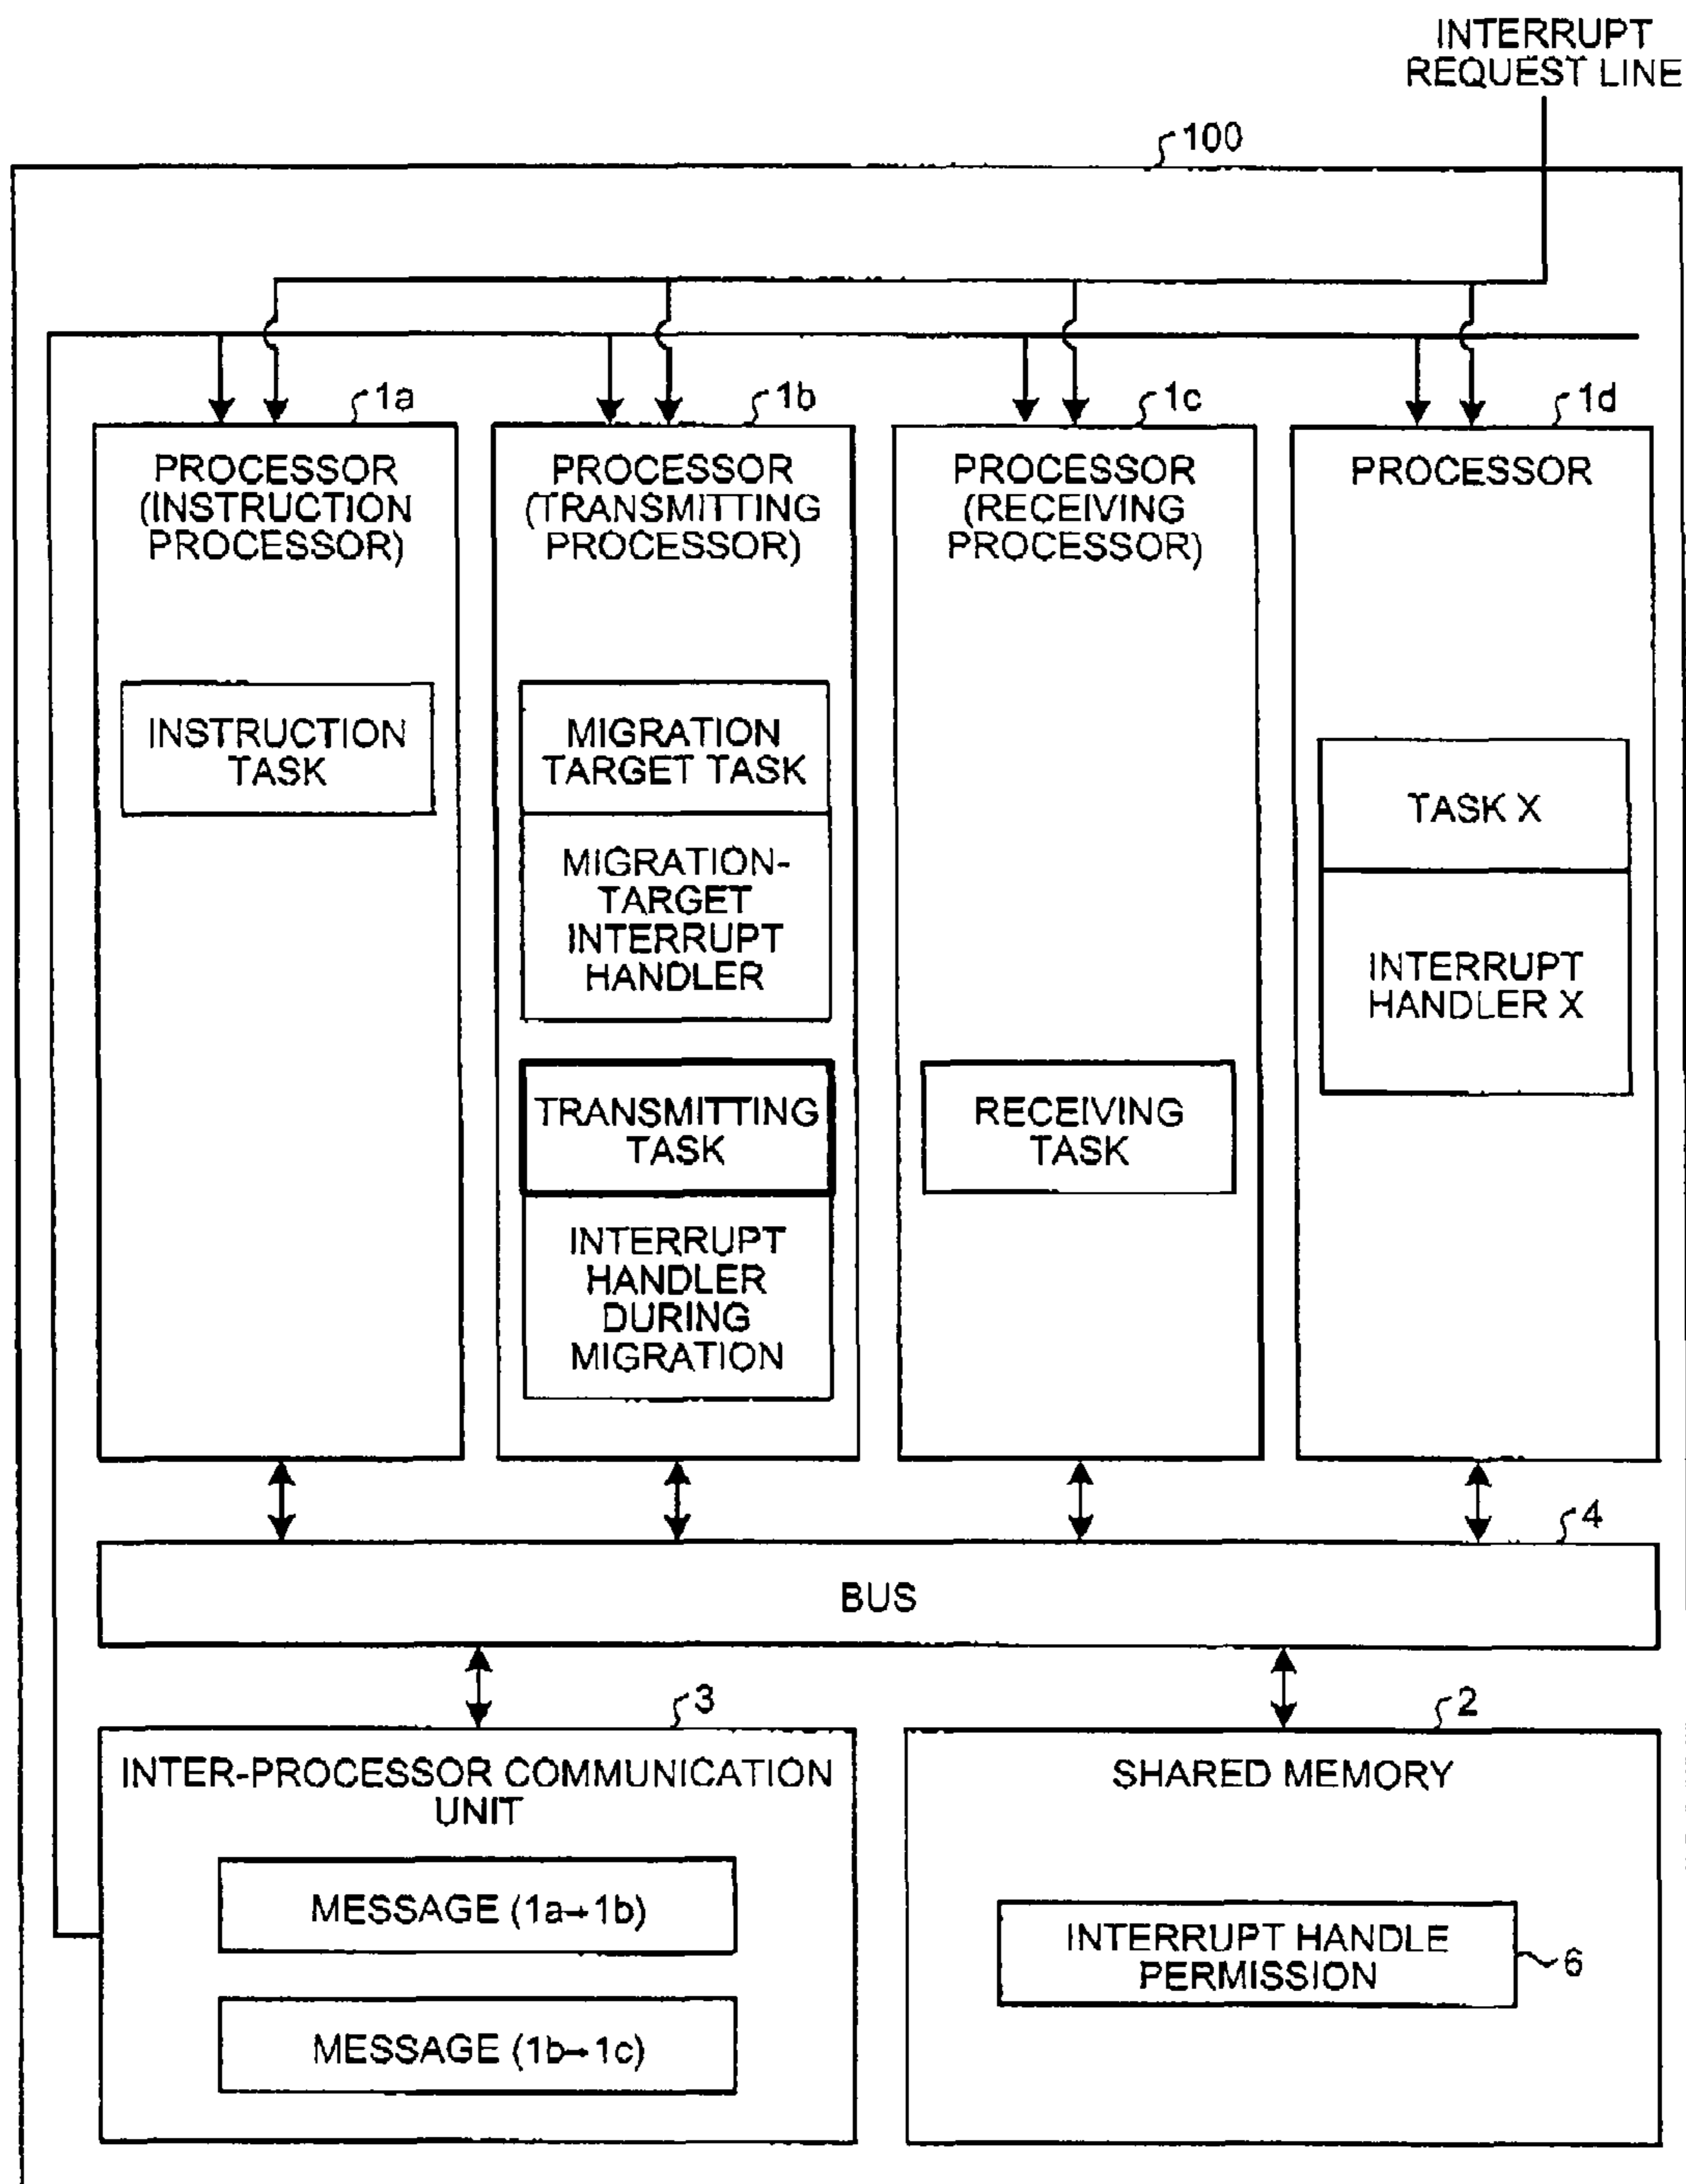 INTERRUPT
REQUEST LINE
100
1a
1b
1c
1d
PROCESSOR
(INSTRUCTION
PROCESSOR)
INSTRUCTION
TASK
PROCESSOR
(TRANSMITTING
PROCESSOR)
MIGRATION
TARGET TASK
MIGRATION-
TARGET
INTERRUPT
HANDLER
TRANSMITTING
TASK
INTERRUPT
HANDLER
DURING
MIGRATION
PROCESSOR
(RECEIVING
PROCESSOR)
RECEIVING
TASK
PROCESSOR
TASK X
INTERRUPT
HANDLER X
4
BUS
3
INTER-PROCESSOR COMMUNICATION
UNIT
MESSAGE (1a→1b)
MESSAGE (1b→1c)
2
SHARED MEMORY
INTERRUPT HANDLE
PERMISSION
6